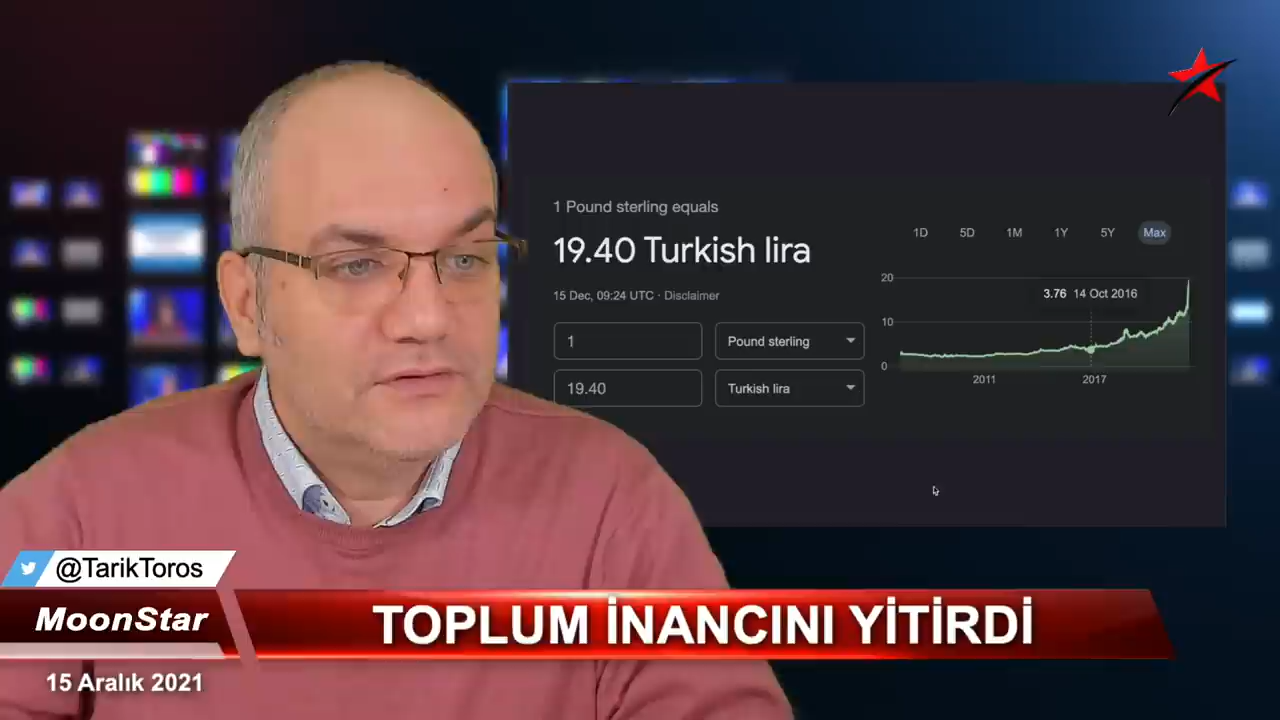 1 Pound sterling equals
19.40 Turkish lira
15 Dec, 09:24 UTC · Disclaimer
1 Pound sterling
19.40 Turkish lira
1D 5D 1M 1Y 5Y Max
20
3.76 14 Oct 2016
10
0
2011 2017
@TarikToros
MoonStar
TOPLUM İNANCINI YİTİRDİ
15 Aralık 2021